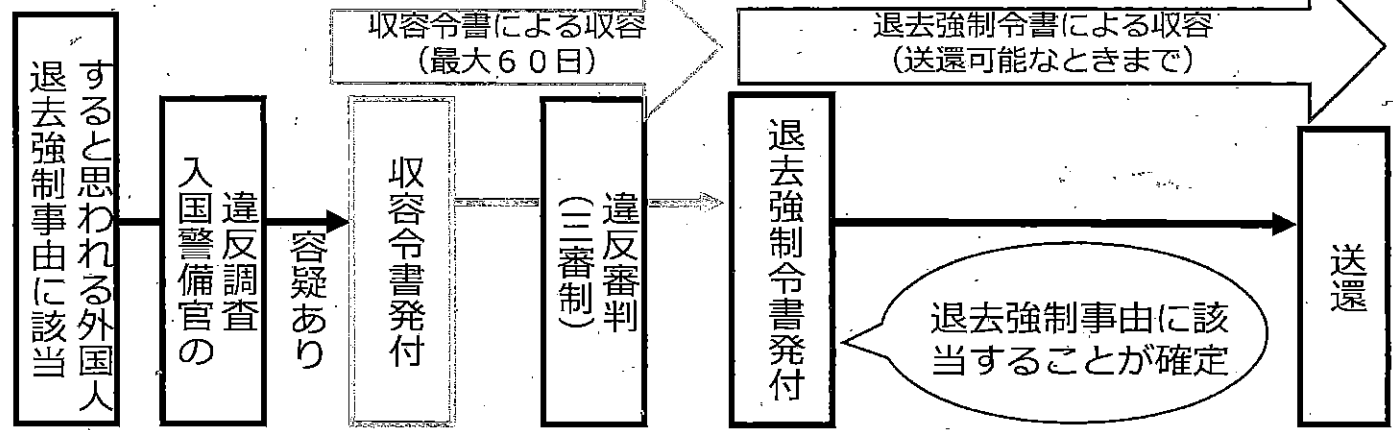 収容令書による収容
(最大60日)
退去強制令書による収容
(送還可能なときまで)
退去強制事由に該当
すると思われる外国人
入国警備官の
違反調査
容疑あり
収容令書発付
違反審判
(三審制)
退去強制令書発付
退去強制事由に該
当することが確定
送還